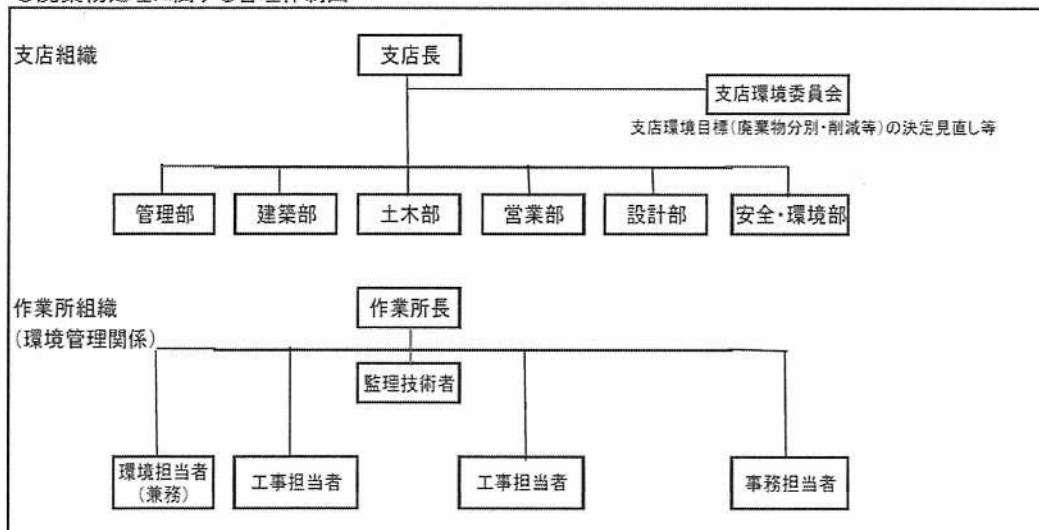 支店組織
支店長
支店環境委員会
支店環境目標(廃棄物分別・削減等)の決定見直し等
管理部
建築部
土木部
営業部
設計部
安全・環境部
作業所組織
(環境管理関係)
作業所長
監理技術者
環境担当者
(兼務)
工事担当者
工事担当者
事務担当者